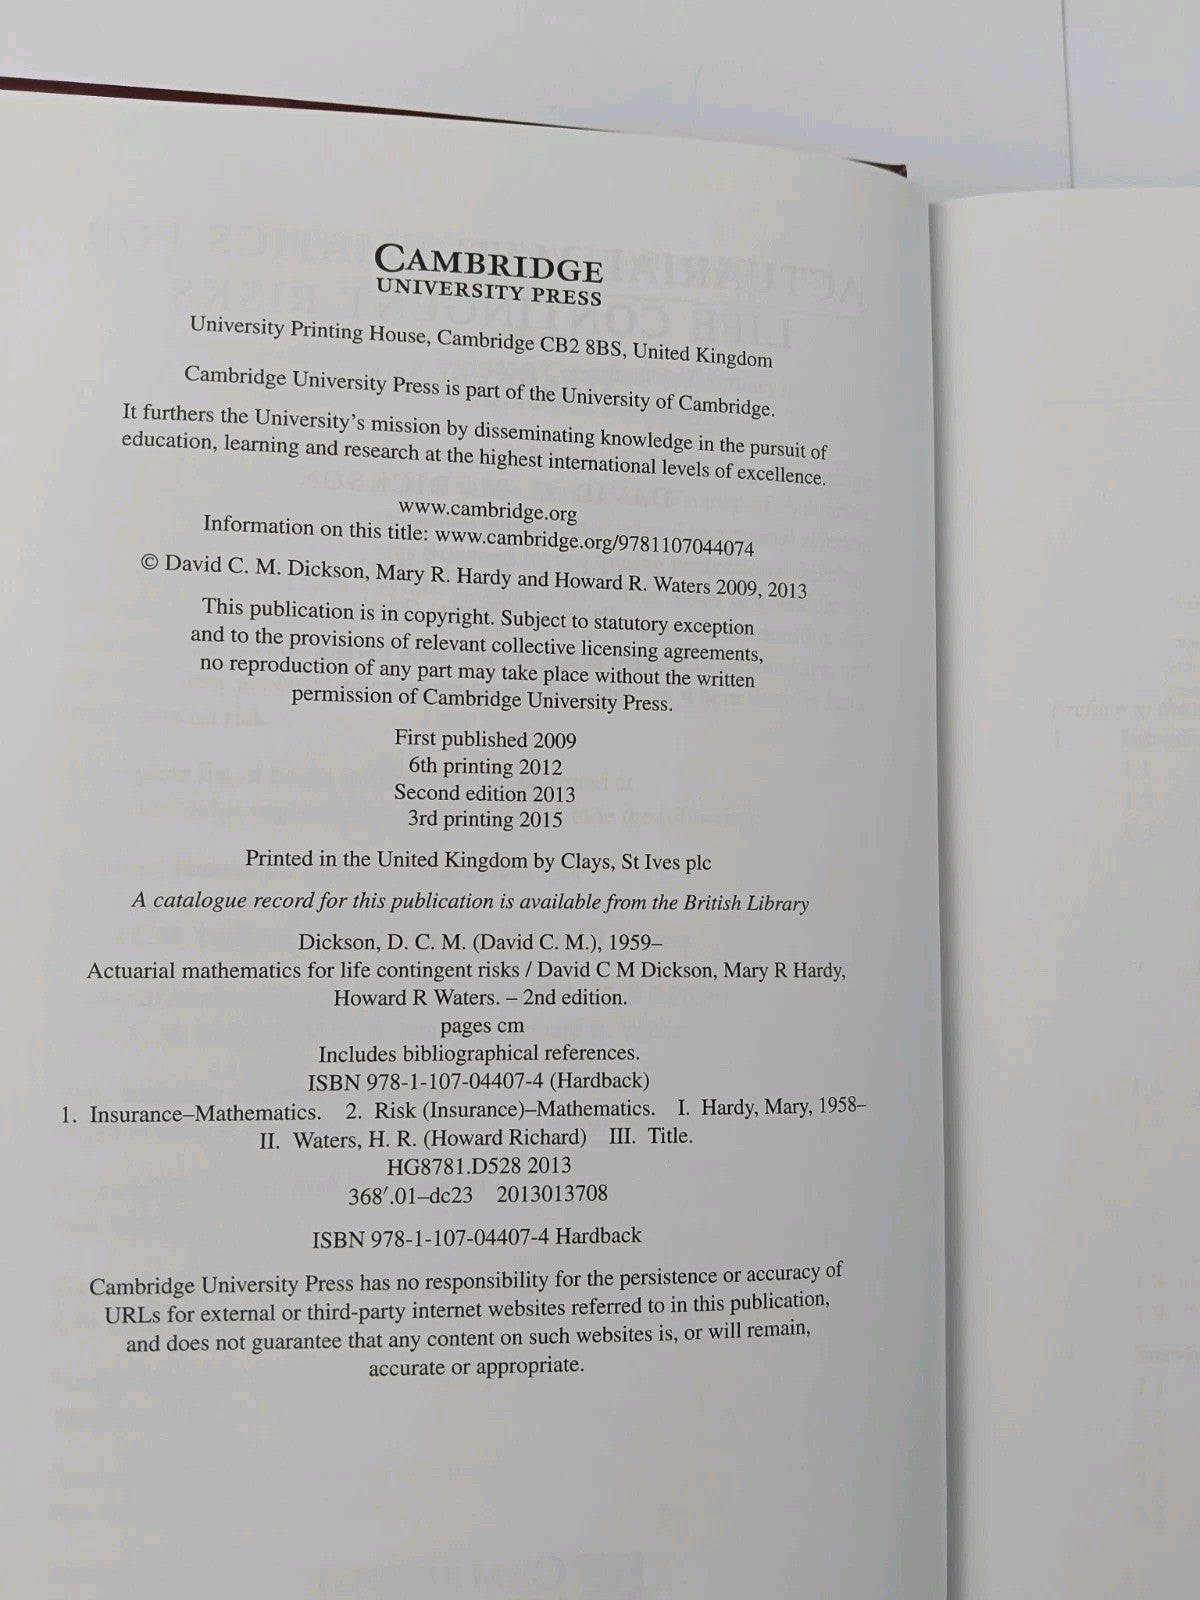 CAMBRIDGE
UNIVERSITY PRESS
University Printing House, Cambridge CB2 8BS, United Kingdom
Cambridge University Press is part of the University of Cambridge.
It furthers the University's mission by disseminating knowledge in the pursuit of
education, learning and research at the highest international levels of excellence.
www.cambridge.org
Information on this title: www.cambridge.org/9781107044074
© David C. M. Dickson, Mary R. Hardy and Howard R. Waters 2009, 2013
This publication is in copyright. Subject to statutory exception
and to the provisions of relevant collective licensing agreements,
no reproduction of any part may take place without the written
permission of Cambridge University Press.
First published 2009
6th printing 2012
Second edition 2013
3rd printing 2015
Printed in the United Kingdom by Clays, St Ives plc
A catalogue record for this publication is available from the British Library
Dickson, D. C. M. (David C. M.), 1959–
Actuarial mathematics for life contingent risks / David C M Dickson, Mary R Hardy,
Howard R Waters. – 2nd edition.
pages cm
Includes bibliographical references.
ISBN 978-1-107-04407-4 (Hardback)
1. Insurance–Mathematics. 2. Risk (Insurance)–Mathematics. I. Hardy, Mary, 1958–
II. Waters, H. R. (Howard Richard) III. Title.
HG8781.D528 2013
368′.01–dc23 2013013708
ISBN 978-1-107-04407-4 Hardback
Cambridge University Press has no responsibility for the persistence or accuracy of
URLs for external or third-party internet websites referred to in this publication,
and does not guarantee that any content on such websites is, or will remain,
accurate or appropriate.